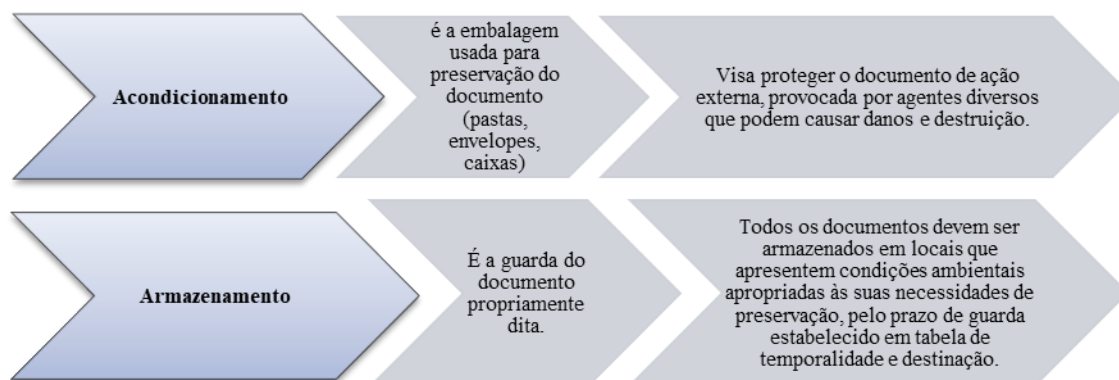 Acondicionamento
é a embalagem
usada para
preservação do
documento
(pastas,
envelopes,
caixas)
Visa proteger o documento de ação
externa, provocada por agentes diversos
que podem causar danos e destruição.
Armazenamento
É a guarda do
documento
propriamente
dita.
Todos os documentos devem ser
armazenados em locais que
apresentem condições ambientais
apropriadas às suas necessidades de
preservação, pelo prazo de guarda
estabelecido em tabela de
temporalidade e destinação.